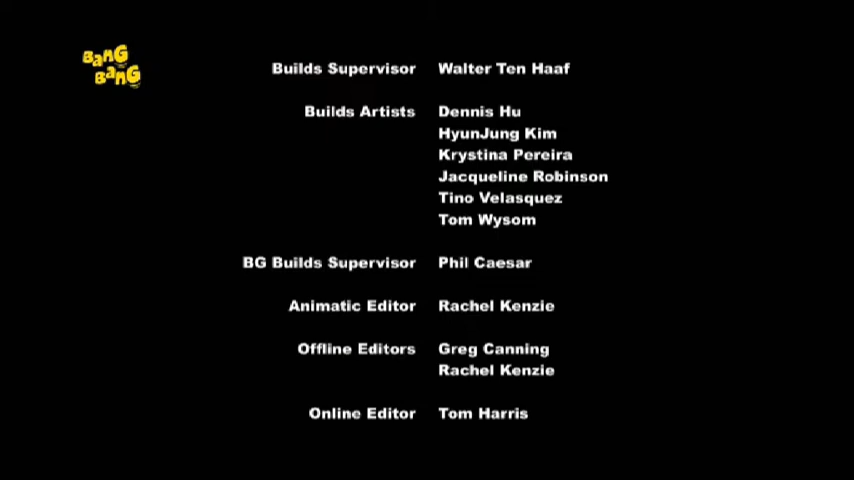 BANG
BANG
Builds Supervisor Walter Ten Haaf
Builds Artists Dennis Hu
HyunJung Kim
Krystina Pereira
Jacqueline Robinson
Tino Velasquez
Tom Wysom
BG Builds Supervisor Phil Caesar
Animatic Editor Rachel Kenzie
Offline Editors Greg Canning
Rachel Kenzie
Online Editor Tom Harris